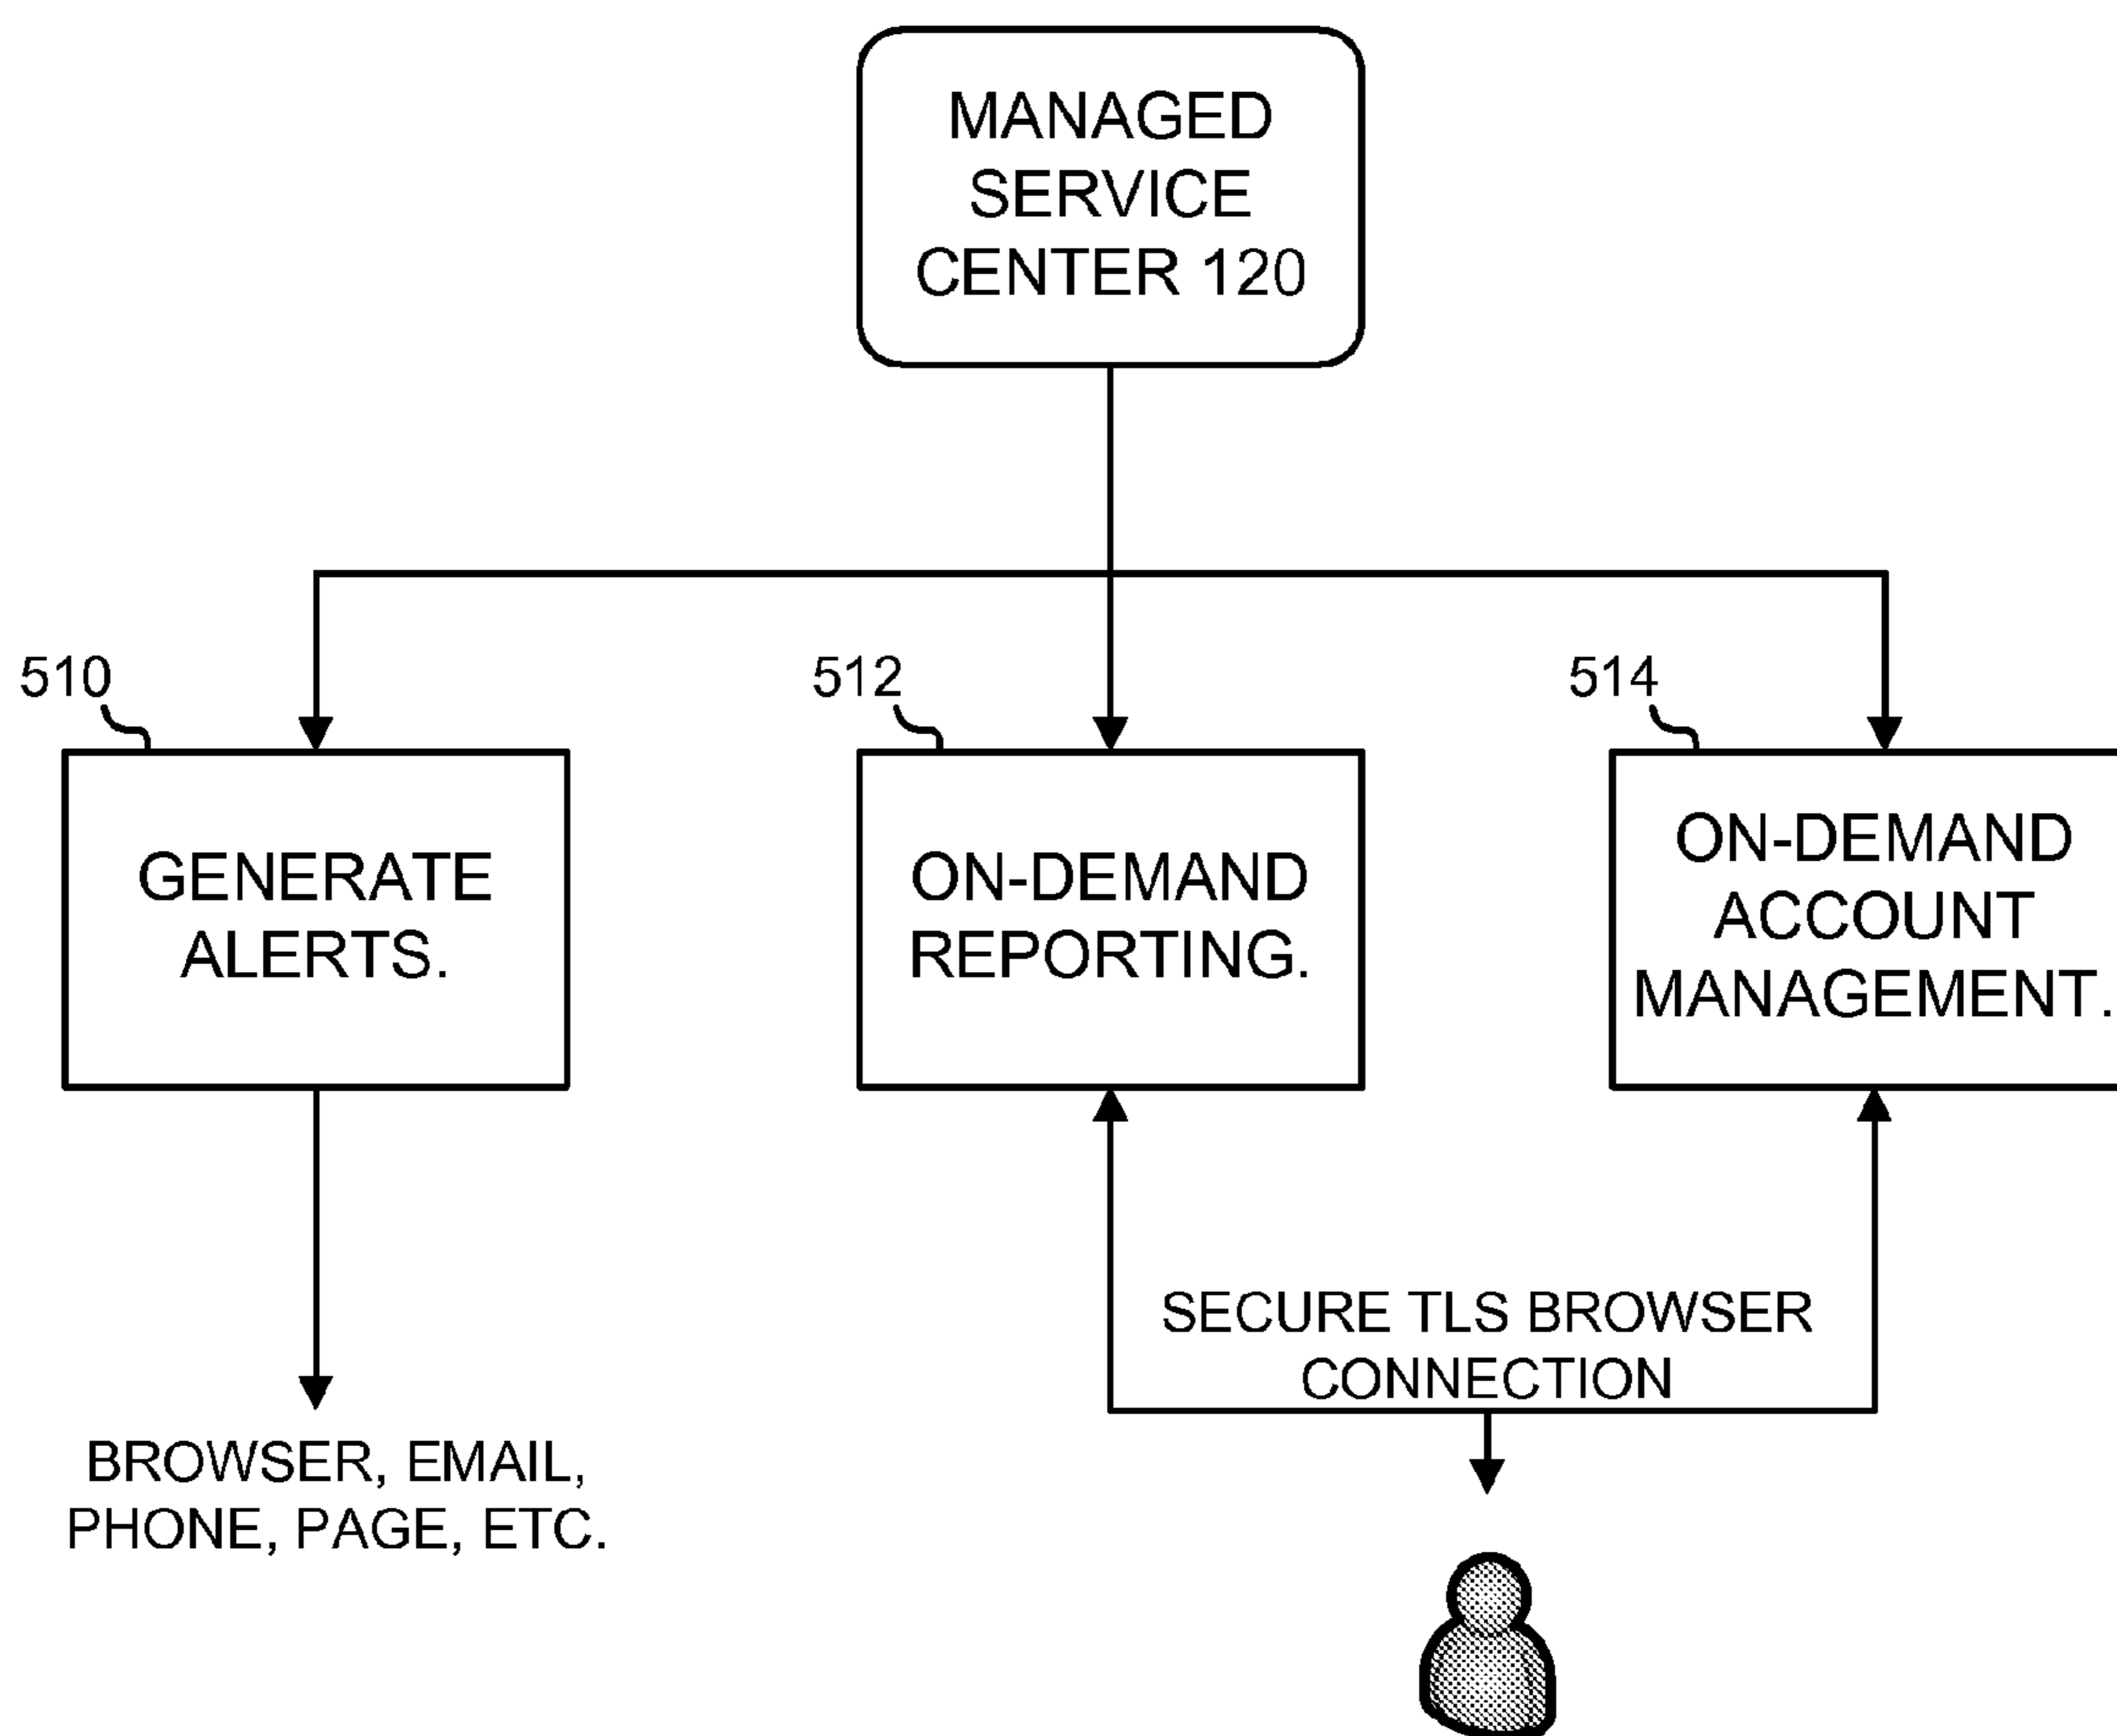 MANAGED
SERVICE
CENTER 120
510
512
514
GENERATE
ALERTS.
ON-DEMAND
REPORTING.
ON-DEMAND
ACCOUNT
MANAGEMENT.
SECURE TLS BROWSER
CONNECTION
BROWSER, EMAIL,
PHONE, PAGE, ETC.